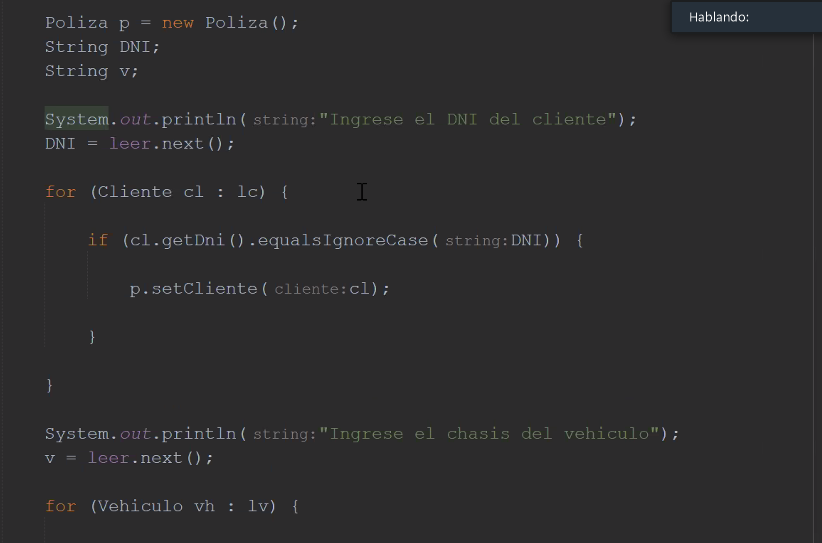 Hablando:
Poliza p = new Poliza();
String DNI;
String v;
System.out.println( string:"Ingrese el DNI del cliente");
DNI = leer.next();
for (Cliente cl : lc) {
if (cl.getDni().equalsIgnoreCase( string:DNI)) {
p.setCliente( cliente:cl);
}
}
System.out.println( string:"Ingrese el chasis del vehiculo");
v = leer.next();
for (Vehiculo vh : lv) {